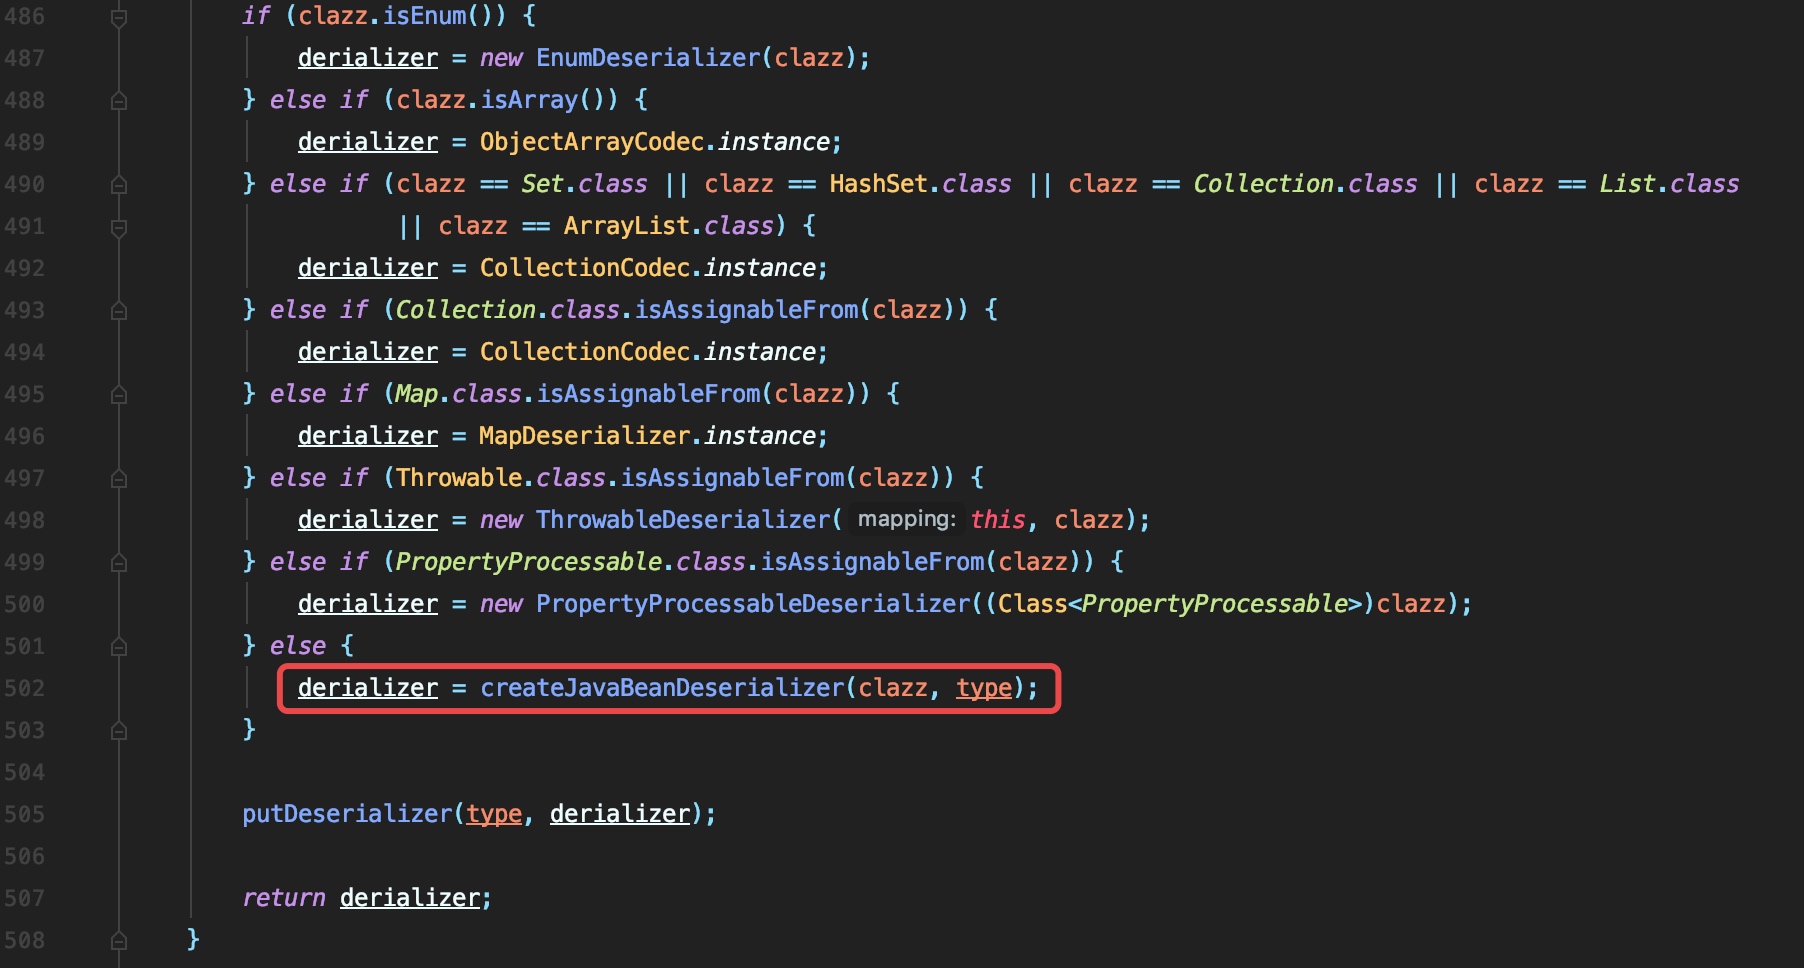 486 if (clazz.isEnum()) {
487 derializer = new EnumDeserializer(clazz);
488 } else if (clazz.isArray()) {
489 derializer = ObjectArrayCodec.instance;
490 } else if (clazz == Set.class || clazz == HashSet.class || clazz == Collection.class || clazz == List.class
491 || clazz == ArrayList.class) {
492 derializer = CollectionCodec.instance;
493 } else if (Collection.class.isAssignableFrom(clazz)) {
494 derializer = CollectionCodec.instance;
495 } else if (Map.class.isAssignableFrom(clazz)) {
496 derializer = MapDeserializer.instance;
497 } else if (Throwable.class.isAssignableFrom(clazz)) {
498 derializer = new ThrowableDeserializer( mapping: this, clazz);
499 } else if (PropertyProcessable.class.isAssignableFrom(clazz)) {
500 derializer = new PropertyProcessableDeserializer((Class<PropertyProcessable>)clazz);
501 } else {
502 derializer = createJavaBeanDeserializer(clazz, type);
503 }
504
505 putDeserializer(type, derializer);
506
507 return derializer;
508 }